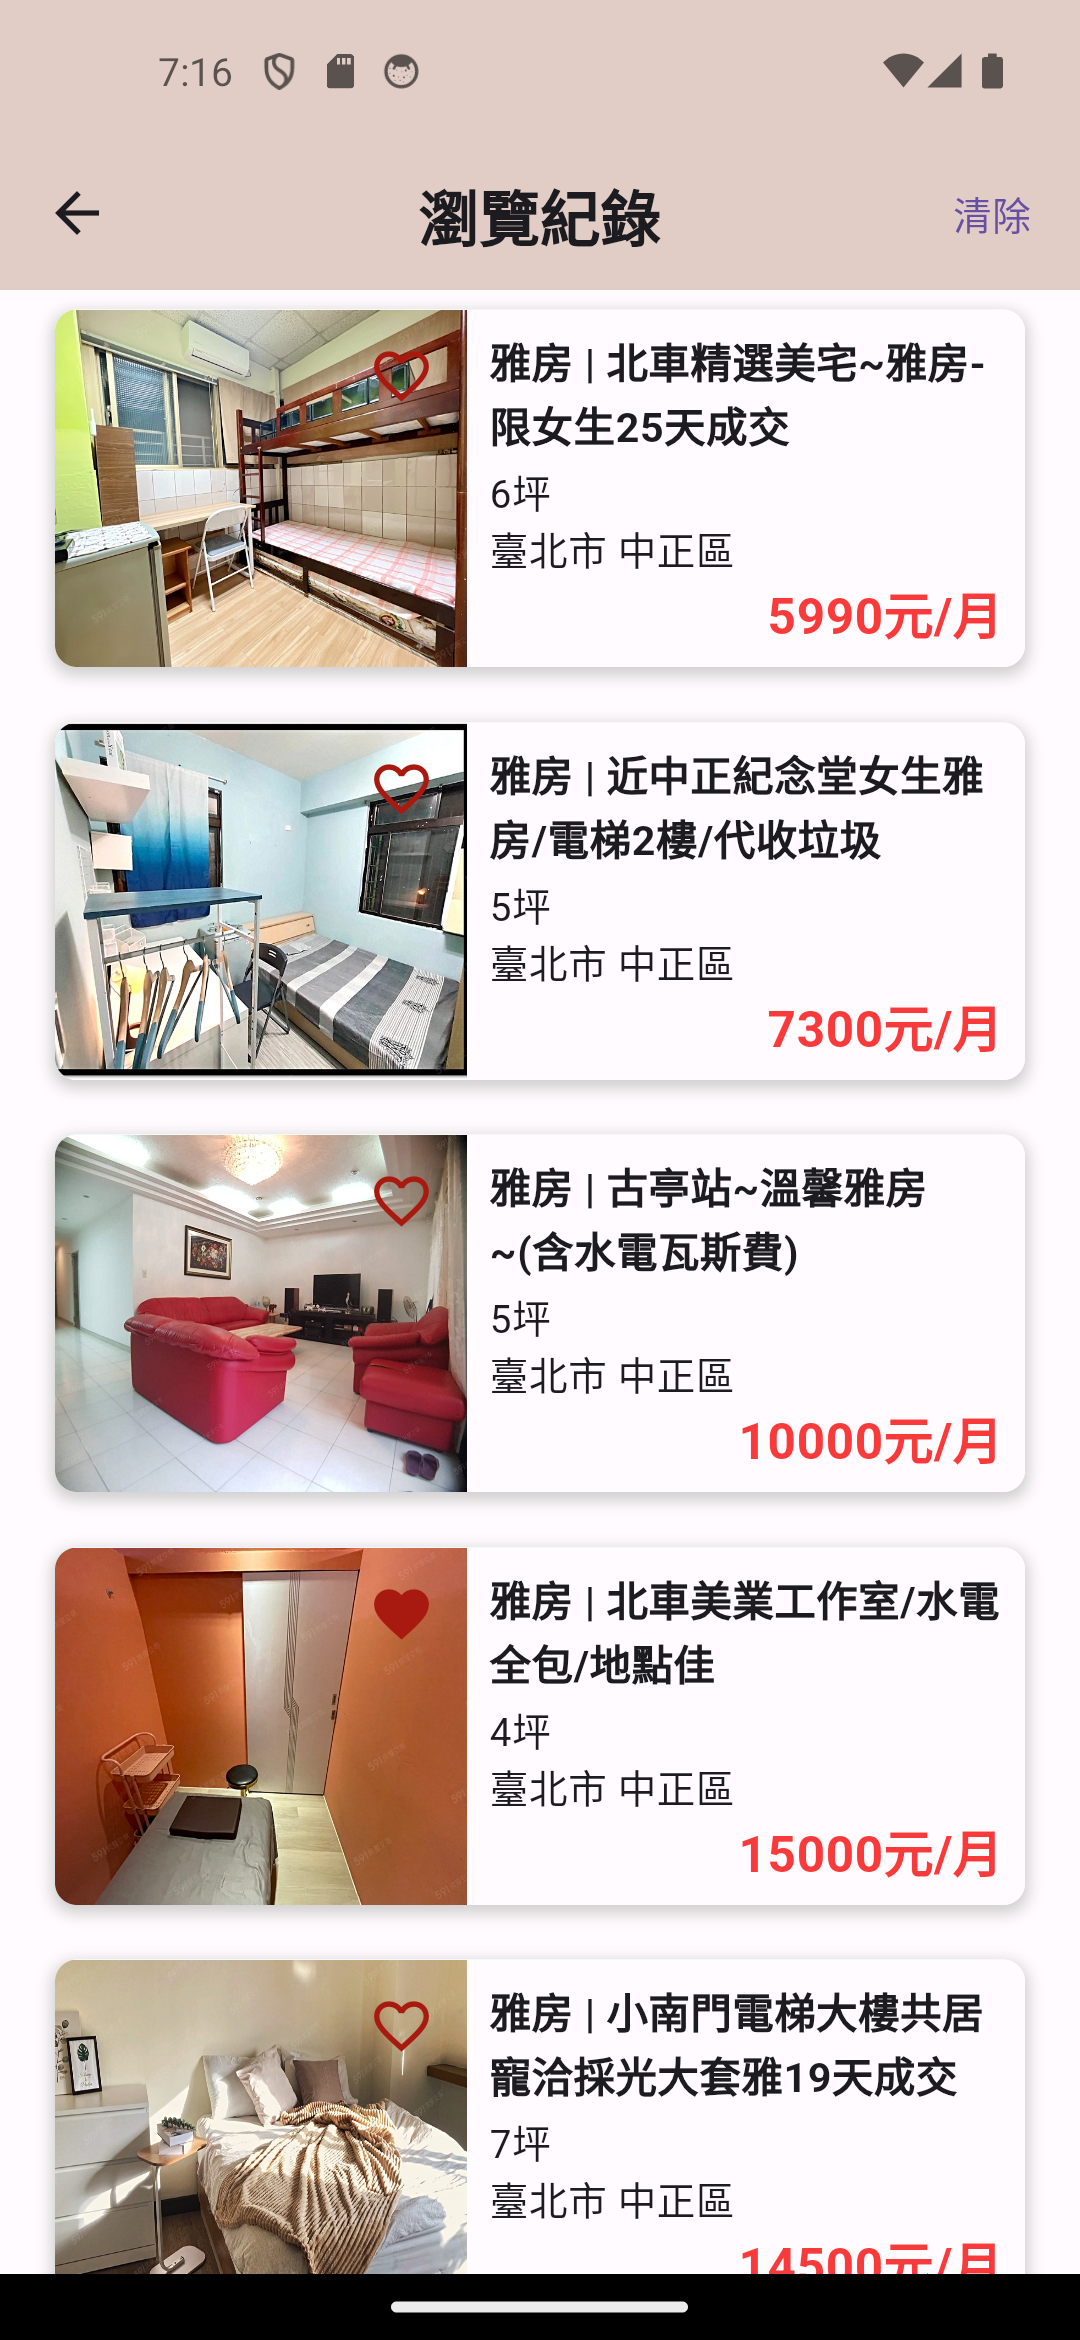 7:16
瀏覽紀錄
清除
雅房 | 北車精選美宅~雅房-
限女生25天成交
6坪
臺北市 中正區
5990元/月
雅房 | 近中正紀念堂女生雅
房/電梯2樓/代收垃圾
5坪
臺北市 中正區
7300元/月
雅房 | 古亭站~溫馨雅房
~(含水電瓦斯費)
5坪
臺北市 中正區
10000元/月
雅房 | 北車美業工作室/水電
全包/地點佳
4坪
臺北市 中正區
15000元/月
雅房 | 小南門電梯大樓共居
寵洽採光大套雅19天成交
7坪
臺北市 中正區
14500元/月